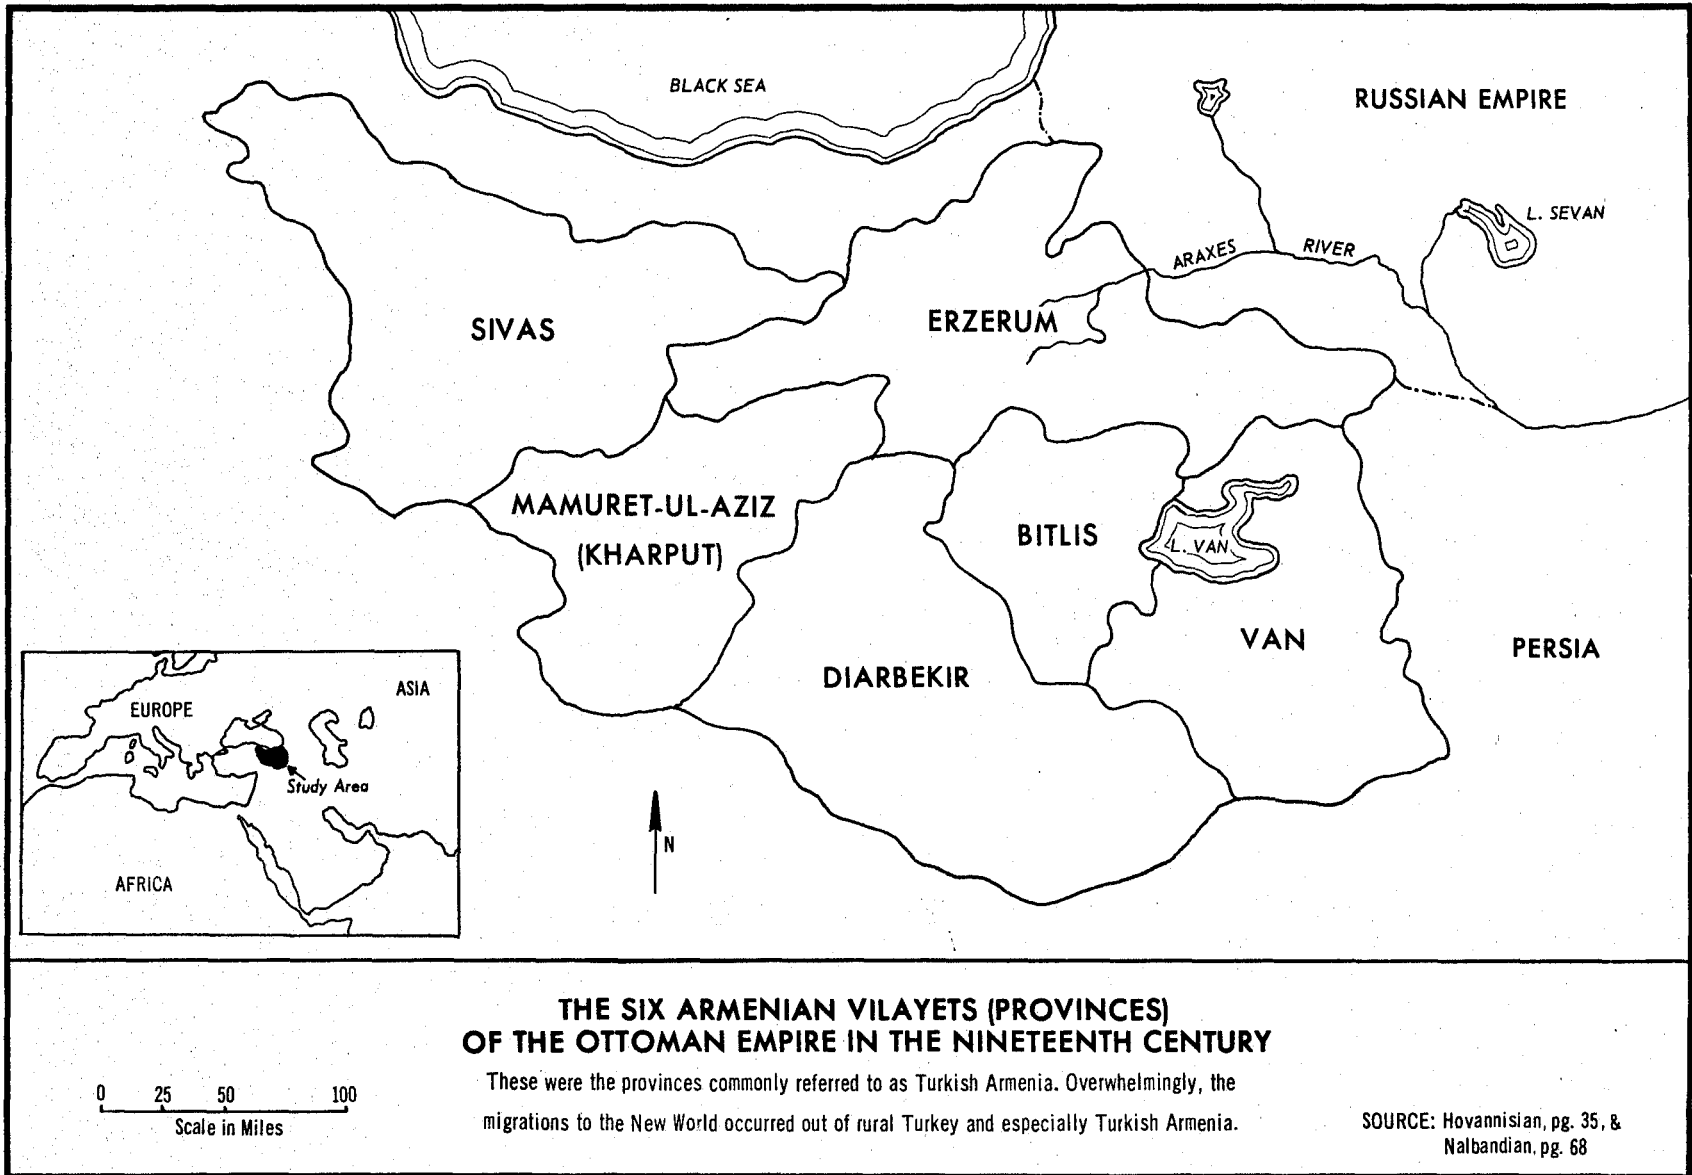 BLACK SEA
RUSSIAN EMPIRE
L. SEVAN
ARAXES RIVER
SIVAS
ERZERUM
MAMURET-UL-AZIZ
(KHARPUT)
BITLIS
L. VAN
VAN
DIARBEKIR
PERSIA
ASIA
EUROPE
Study Area
AFRICA
N
THE SIX ARMENIAN VILAYETS (PROVINCES)
OF THE OTTOMAN EMPIRE IN THE NINETEENTH CENTURY
These were the provinces commonly referred to as Turkish Armenia. Overwhelmingly, the
migrations to the New World occurred out of rural Turkey and especially Turkish Armenia.
0 25 50 100
Scale in Miles
SOURCE: Hovannisian, pg. 35, &
Nalbandian, pg. 68